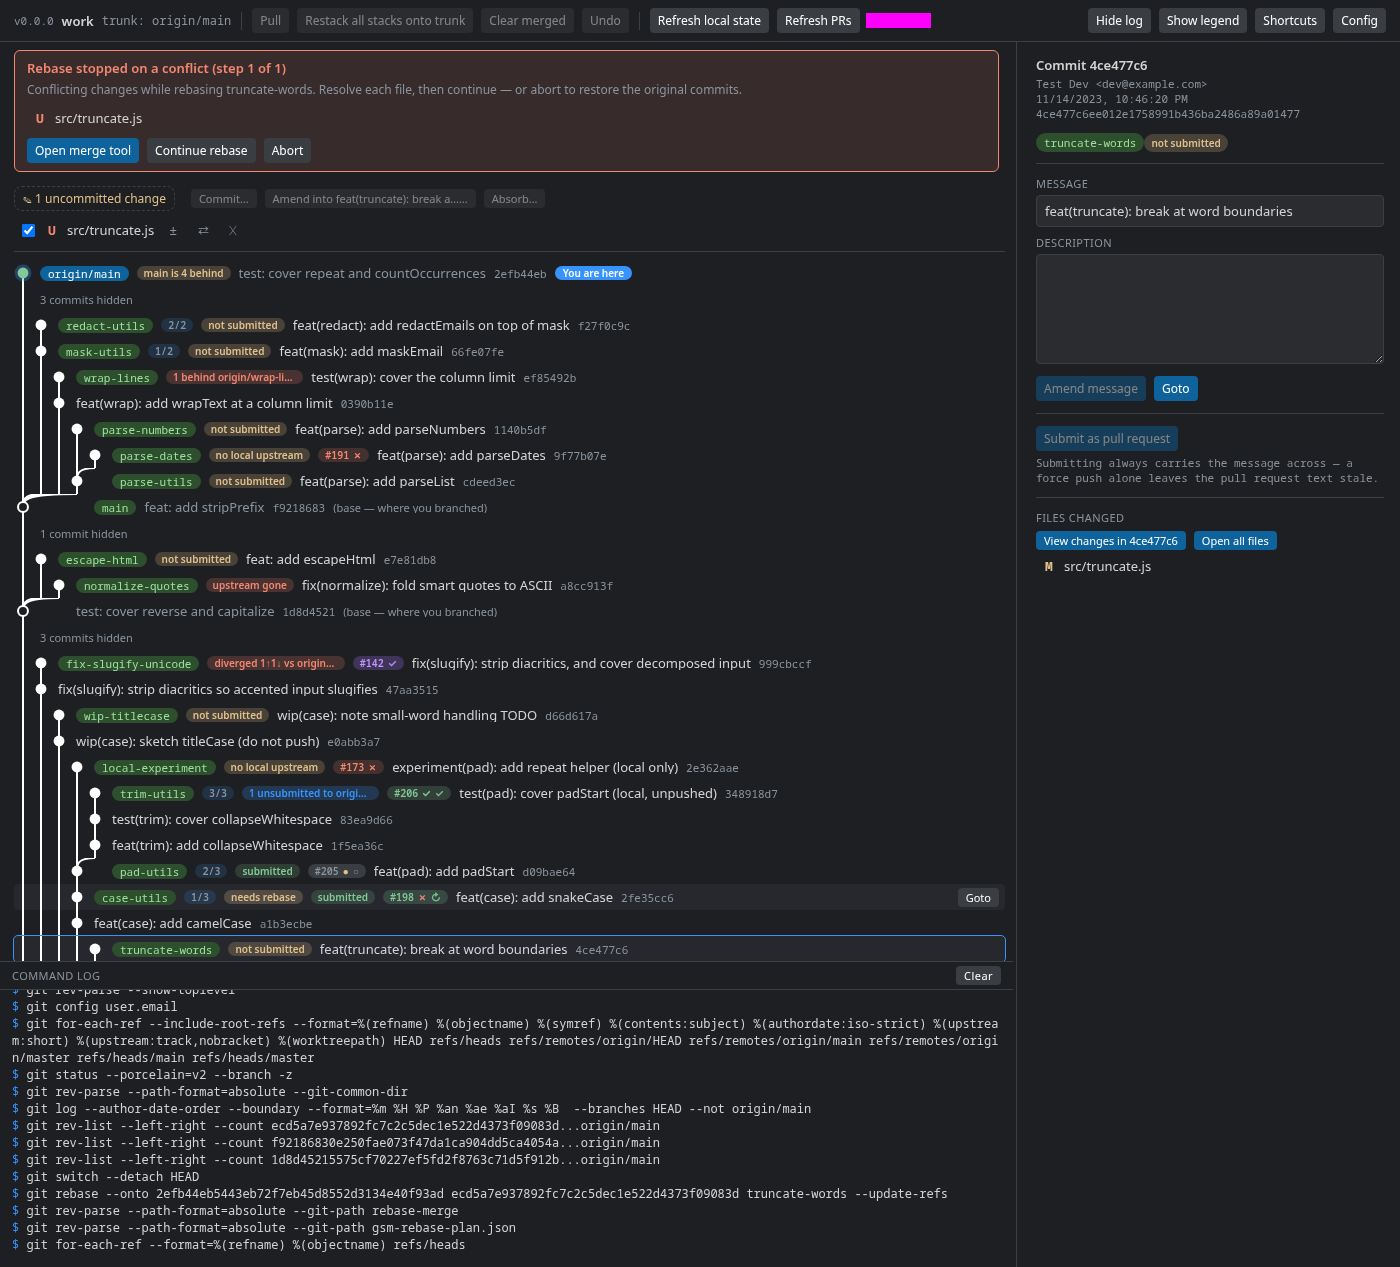 v0.0.0 work trunk: origin/main Pull Restack all stacks onto trunk Clear merged Undo Refresh local state Refresh PRs Hide log Show legend Shortcuts Config
Rebase stopped on a conflict (step 1 of 1)
Conflicting changes while rebasing truncate-words. Resolve each file, then continue — or abort to restore the original commits.
U src/truncate.js
Open merge tool Continue rebase Abort
✎ 1 uncommitted change Commit... Amend into feat(truncate): break a...... Absorb...
U src/truncate.js ± ⇄ X
origin/main main is 4 behind test: cover repeat and countOccurrences 2efb44eb You are here
3 commits hidden
redact-utils 2/2 not submitted feat(redact): add redactEmails on top of mask f27f0c9c
mask-utils 1/2 not submitted feat(mask): add maskEmail 66fe07fe
wrap-lines 1 behind origin/wrap-li... test(wrap): cover the column limit ef85492b
feat(wrap): add wrapText at a column limit 0390b11e
parse-numbers not submitted feat(parse): add parseNumbers 1140b5df
parse-dates no local upstream #191 × feat(parse): add parseDates 9f77b07e
parse-utils not submitted feat(parse): add parseList cdeed3ec
main feat: add stripPrefix f9218683 (base — where you branched)
1 commit hidden
escape-html not submitted feat: add escapeHtml e7e81db8
normalize-quotes upstream gone fix(normalize): fold smart quotes to ASCII a8cc913f
test: cover reverse and capitalize 1d8d4521 (base — where you branched)
3 commits hidden
fix-slugify-unicode diverged 1↑1↓ vs origin... #142 ✓ fix(slugify): strip diacritics, and cover decomposed input 999cbccf
fix(slugify): strip diacritics so accented input slugifies 47aa3515
wip-titlecase not submitted wip(case): note small-word handling TODO d66d617a
wip(case): sketch titleCase (do not push) e0abb3a7
local-experiment no local upstream #173 × experiment(pad): add repeat helper (local only) 2e362aae
trim-utils 3/3 1 unsubmitted to origi... #206 ✓ ✓ test(pad): cover padStart (local, unpushed) 348918d7
test(trim): cover collapseWhitespace 83ea9d66
feat(trim): add collapseWhitespace 1f5ea36c
pad-utils 2/3 submitted #205 ● ○ feat(pad): add padStart d09bae64
case-utils 1/3 needs rebase submitted #198 × ↻ feat(case): add snakeCase 2fe35cc6 Goto
feat(case): add camelCase a1b3ecbe
truncate-words not submitted feat(truncate): break at word boundaries 4ce477c6
COMMAND LOG Clear
$ git rev-parse --show-toplevel
$ git config user.email
$ git for-each-ref --include-root-refs --format=%(refname) %(objectname) %(symref) %(contents:subject) %(authordate:iso-strict) %(upstrea
m:short) %(upstream:track,nobracket) %(worktreepath) HEAD refs/heads refs/remotes/origin/HEAD refs/remotes/origin/main refs/remotes/origi
n/master refs/heads/main refs/heads/master
$ git status --porcelain=v2 --branch -z
$ git rev-parse --path-format=absolute --git-common-dir
$ git log --author-date-order --boundary --format=%m %H %P %an %ae %aI %s %B --branches HEAD --not origin/main
$ git rev-list --left-right --count ecd5a7e937892fc7c2c5dec1e522d4373f09083d...origin/main
$ git rev-list --left-right --count f92186830e250fae073f47da1ca904dd5ca4054a...origin/main
$ git rev-list --left-right --count 1d8d45215575cf70227ef5fd2f8763c71d5f912b...origin/main
$ git switch --detach HEAD
$ git rebase --onto 2efb44eb5443eb72f7eb45d8552d3134e40f93ad ecd5a7e937892fc7c2c5dec1e522d4373f09083d truncate-words --update-refs
$ git rev-parse --path-format=absolute --git-path rebase-merge
$ git rev-parse --path-format=absolute --git-path gsm-rebase-plan.json
$ git for-each-ref --format=%(refname) %(objectname) refs/heads
Commit 4ce477c6
Test Dev <dev@example.com>
11/14/2023, 10:46:20 PM
4ce477c6ee012e1758991b436ba2486a89a01477
truncate-words not submitted
MESSAGE
feat(truncate): break at word boundaries
DESCRIPTION
Amend message Goto
Submit as pull request
Submitting always carries the message across — a
force push alone leaves the pull request text stale.
FILES CHANGED
View changes in 4ce477c6 Open all files
M src/truncate.js